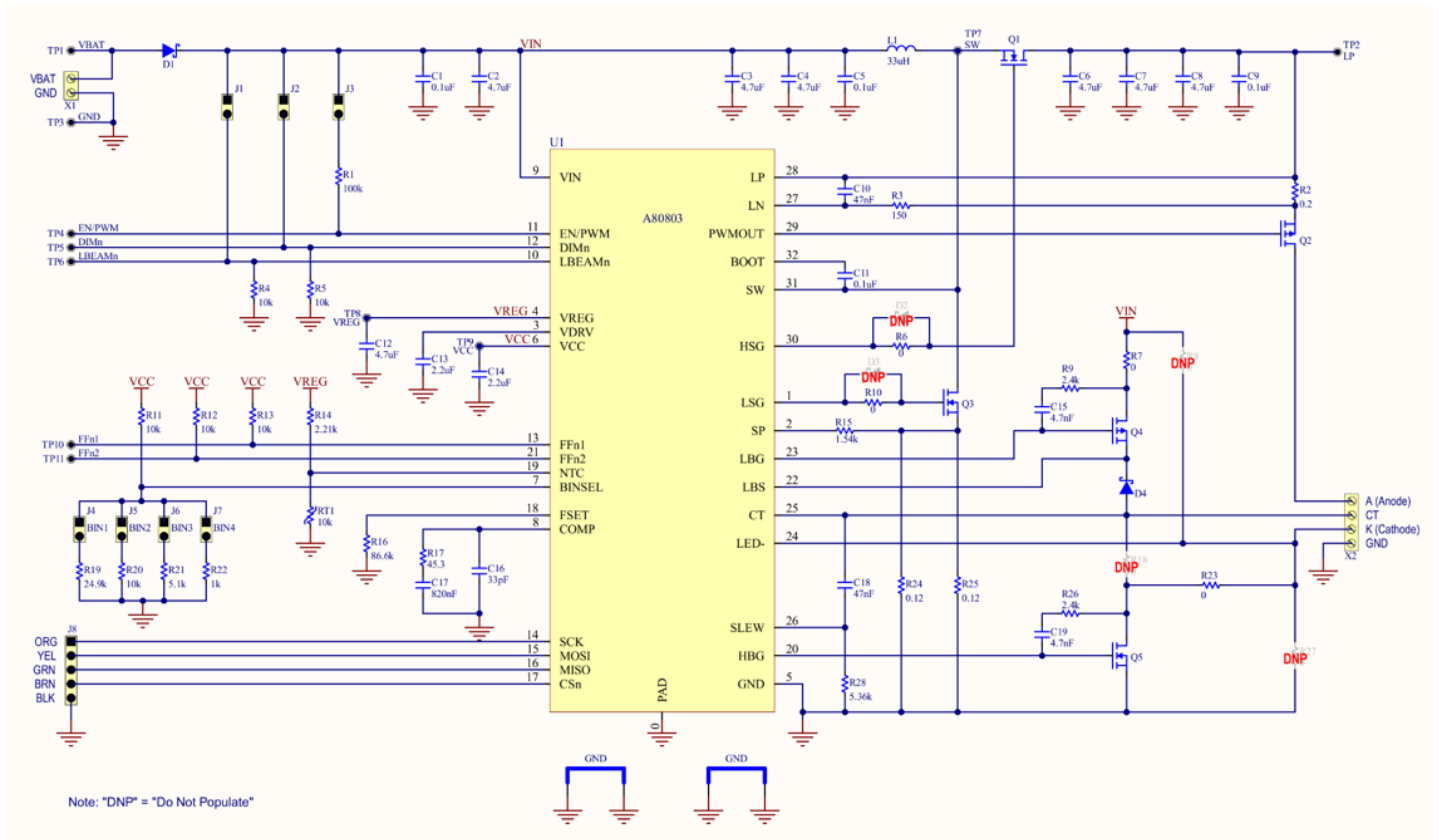 TP1 VBAT
D1
VIN
L1
33uH
TP7
SW
Q1
TP2
LP
VBAT
GND
X1
TP3 GND
J1
J2
J3
C1
0.1uF
C2
4.7uF
C3
4.7uF
C4
4.7uF
C5
0.1uF
C6
4.7uF
C7
4.7uF
C8
4.7uF
C9
0.1uF
R1
100k
U1
A80803
9 VIN
11 EN/PWM
12 DIMn
10 LBEAMn
VREG 4 VREG
3 VDRV
VCC 6 VCC
13 FFn1
21 FFn2
19 NTC
7 BINSEL
18 FSET
8 COMP
14 SCK
15 MOSI
16 MISO
17 CSn
PAD
0
LP 28
LN 27
PWMOUT 29
BOOT 32
SW 31
HSG 30
LSG 1
SP 2
LBG 23
LBS 22
CT 25
LED- 24
SLEW 26
HBG 20
GND 5
TP4 EN/PWM
TP5 DIMn
TP6 LBEAMn
R4
10k
R5
10k
TP8
VREG
C12
4.7uF
C13
2.2uF
TP9
VCC
C14
2.2uF
VCC
VCC
VCC
VREG
R11
10k
R12
10k
R13
10k
R14
2.21k
TP10 FFn1
TP11 FFn2
J4
BIN1
J5
BIN2
J6
BIN3
J7
BIN4
RT1
10k
R19
24.9k
R20
10k
R21
5.1k
R22
1k
R16
86.6k
R17
45.3
C17
820nF
C16
33pF
J8
ORG
YEL
GRN
BRN
BLK
C10
47nF
R3
150
R2
0.2
Q2
C11
0.1uF
D2
DNP
R6
0
D3
DNP
R10
0
Q3
R15
1.54k
VIN
R7
0
DNP
R9
2.4k
C15
4.7nF
Q4
D4
A (Anode)
CT
K (Cathode)
GND
X2
DNP
R23
0
C18
47nF
R24
0.12
R25
0.12
R26
2.4k
C19
4.7nF
Q5
DNP
R28
5.36k
GND
GND
Note: "DNP" = "Do Not Populate"